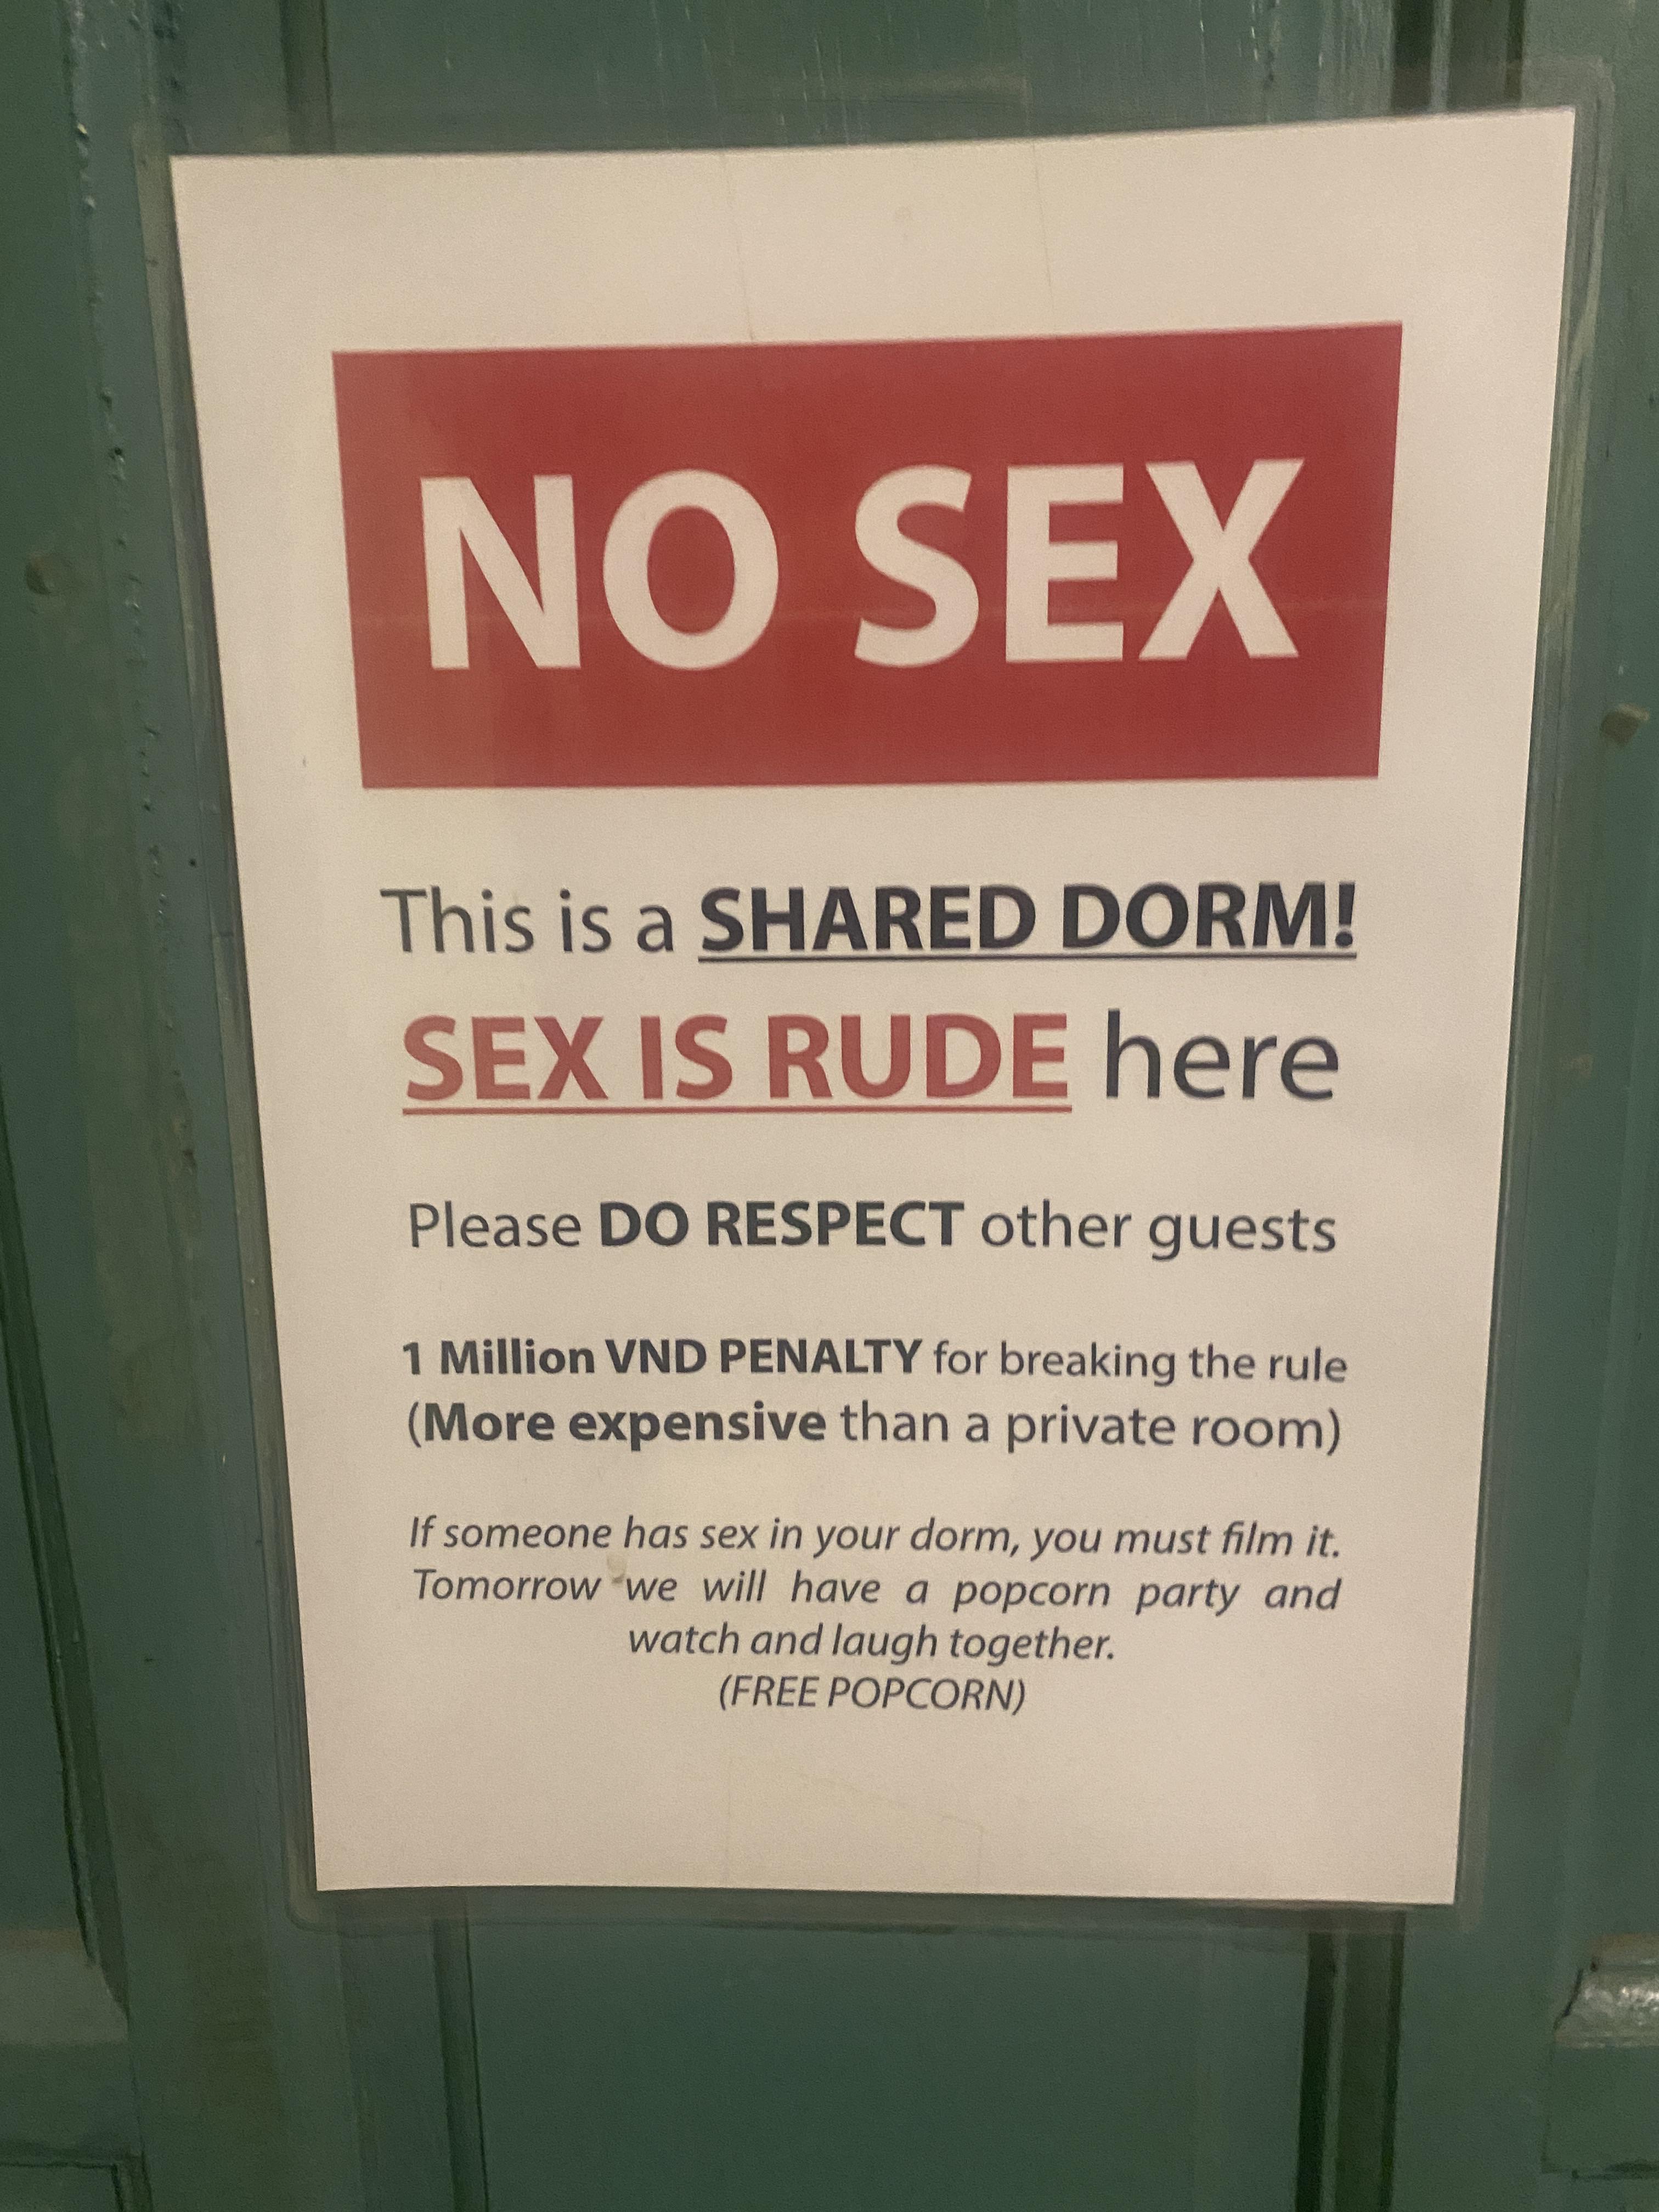 NO SEX
This is a SHARED DORM!
SEX IS RUDE here
Please DO RESPECT other guests
1 Million VND PENALTY for breaking the rule
(More expensive than a private room)
If someone has sex in your dorm, you must film it.
Tomorrow we will have a popcorn party and
watch and laugh together.
(FREE POPCORN)